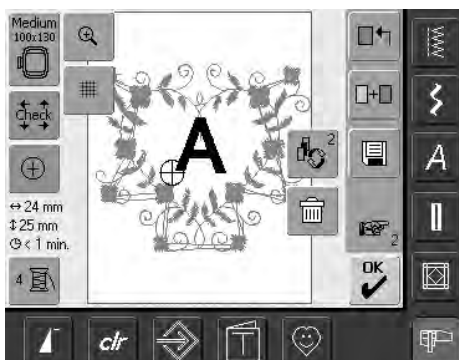 Medium
100x130
Check
↔ 24 mm
↕ 25 mm
< 1 min.
4
A
2
2
OK
A
clr